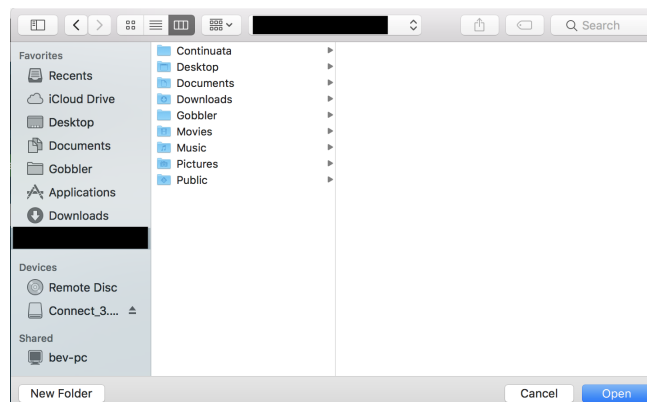 Search
Favorites
Recents
iCloud Drive
Desktop
Documents
Gobbler
Applications
Downloads
Devices
Remote Disc
Connect_3....
Shared
bev-pc
Continuata
Desktop
Documents
Downloads
Gobbler
Movies
Music
Pictures
Public
New Folder
Cancel
Open